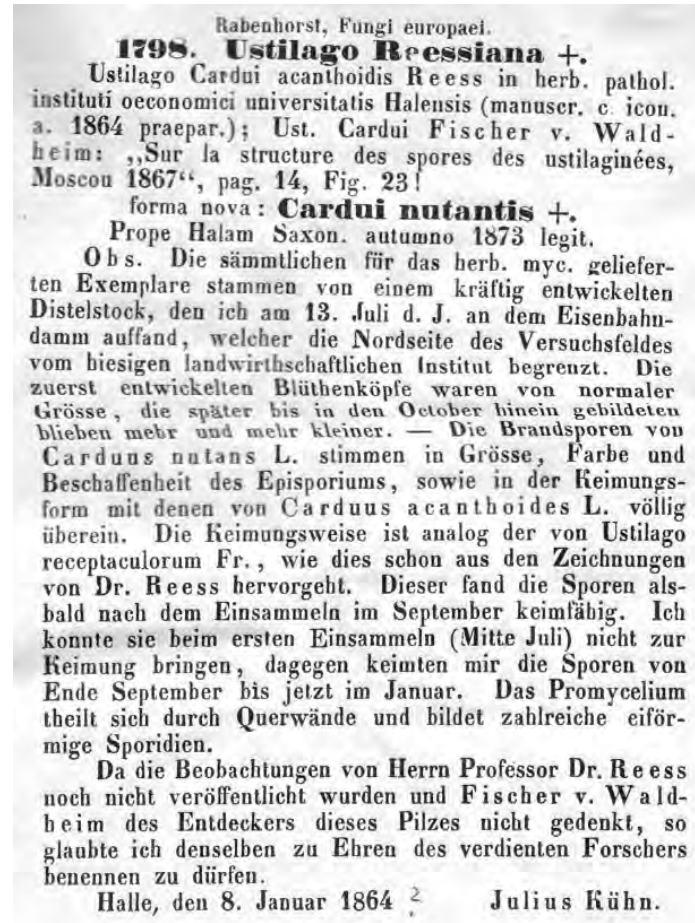 Rabenhorst, Fungi europaei.
1798. Ustilago Reessiana +.
Ustilago Cardui acanthoidis Reess in herb. pathol.
instituti oeconomici universitatis Halensis (manuscr. c. icon.
a. 1864 praepar.); Ust. Cardui Fischer v. Wald-
heim: „Sur la structure des spores des ustilaginées,
Moscou 1867“, pag. 14, Fig. 23!
forma nova: Cardui nutantis +.
Prope Halam Saxon. autumno 1873 legit.
Obs. Die sämmtlichen für das herb. myc. geliefer-
ten Exemplare stammen von einem kräftig entwickelten
Distelstock, den ich am 13. Juli d. J. an dem Eisenbahn-
damm auffand, welcher die Nordseite des Versuchsfeldes
vom hiesigen landwirthschaftlichen Institut begrenzt. Die
zuerst entwickelten Blüthenköpfe waren von normaler
Grösse, die später bis in den October hinein gebildeten
blieben mehr und mehr kleiner. — Die Brandsporen von
Carduus nutans L. stimmen in Grösse, Farbe und
Beschaffenheit des Episporiums, sowie in der Keimungs-
form mit denen von Carduus acanthoides L. völlig
überein. Die Keimungsweise ist analog der von Ustilago
receptaculorum Fr., wie dies schon aus den Zeichnungen
von Dr. Reess hervorgeht. Dieser fand die Sporen als-
bald nach dem Einsammeln im September keimfähig. Ich
konnte sie beim ersten Einsammeln (Mitte Juli) nicht zur
Keimung bringen, dagegen keimten mir die Sporen von
Ende September bis jetzt im Januar. Das Promycelium
theilt sich durch Querwände und bildet zahlreiche eiför-
mige Sporidien.
Da die Beobachtungen von Herrn Professor Dr. Reess
noch nicht veröffentlicht wurden und Fischer v. Wald-
heim des Entdeckers dieses Pilzes nicht gedenkt, so
glaubte ich denselben zu Ehren des verdienten Forschers
benennen zu dürfen.
Halle, den 8. Januar 1864 ? Julius Kühn.